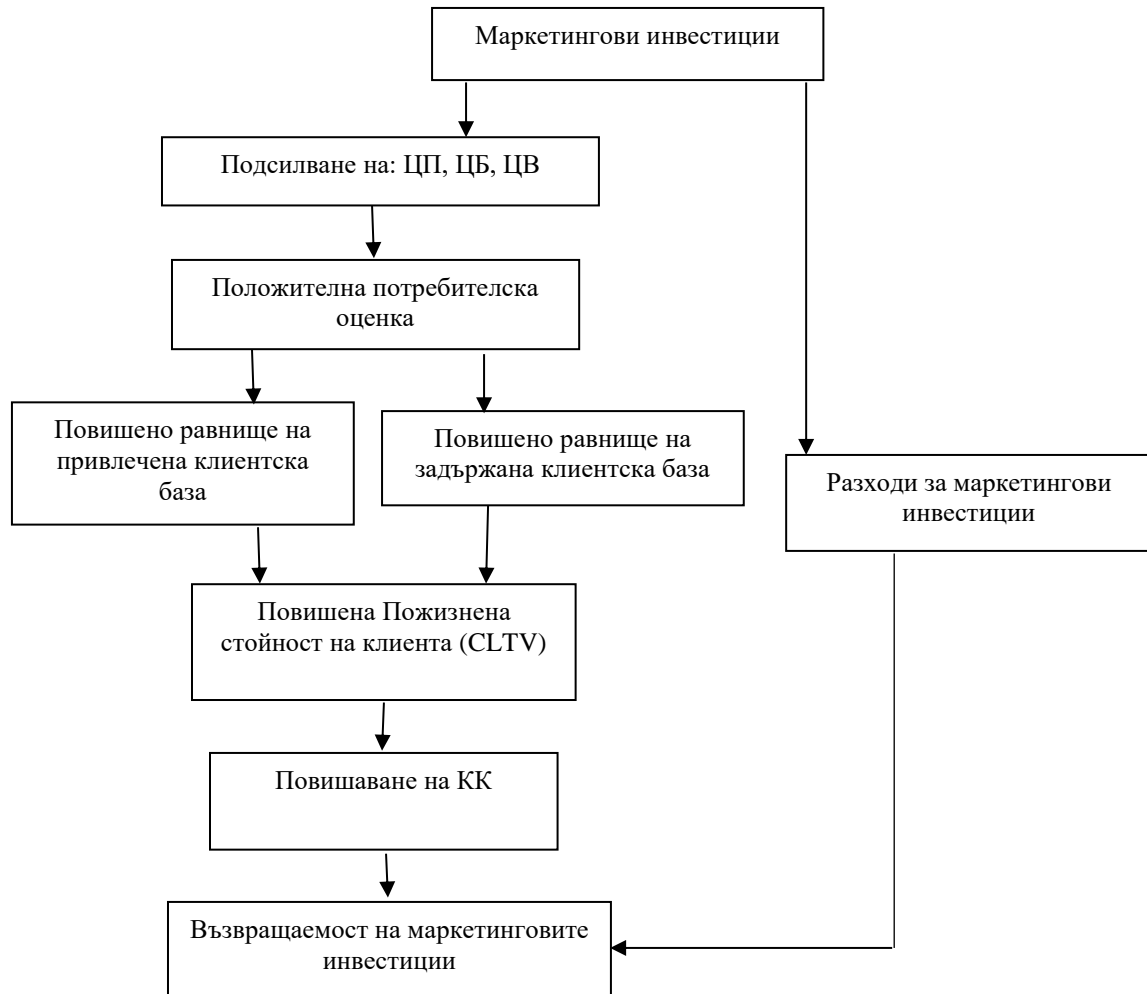 Маркетингови инвестиции
Подсилване на: ЦП, ЦБ, ЦВ
Положителна потребителска
оценка
Повишено равнище на
привлечена клиентска
база
Повишено равнище на
задържана клиентска база
Разходи за маркетингови
инвестиции
Повишена Пожизнена
стойност на клиента (CLTV)
Повишаване на КК
Възвращаемост на маркетинговите
инвестиции